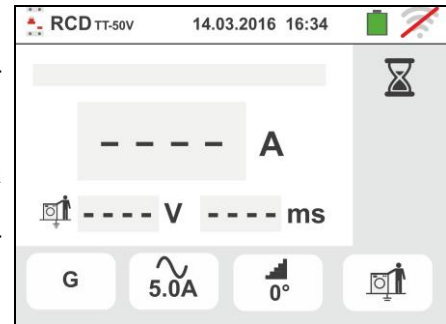 RCD TT-50V 14.03.2016 16:34
– – – – A
- - - - V - - - - ms
G 5.0A 0°